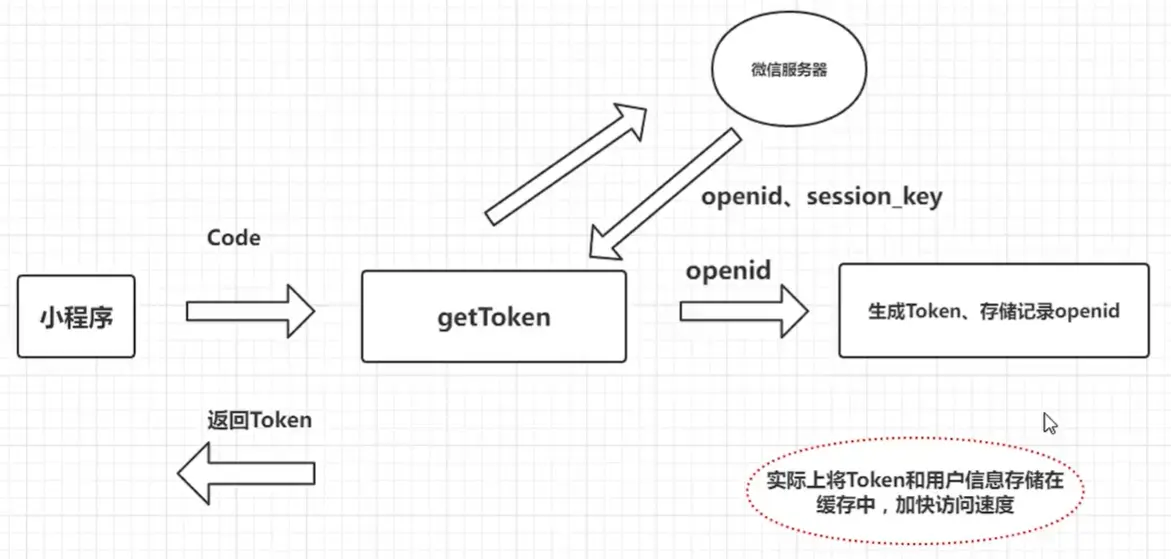 微信服务器
openid、session_key
Code
openid
小程序
getToken
生成Token、存储记录openid
返回Token
实际上将Token和用户信息存储在
缓存中，加快访问速度